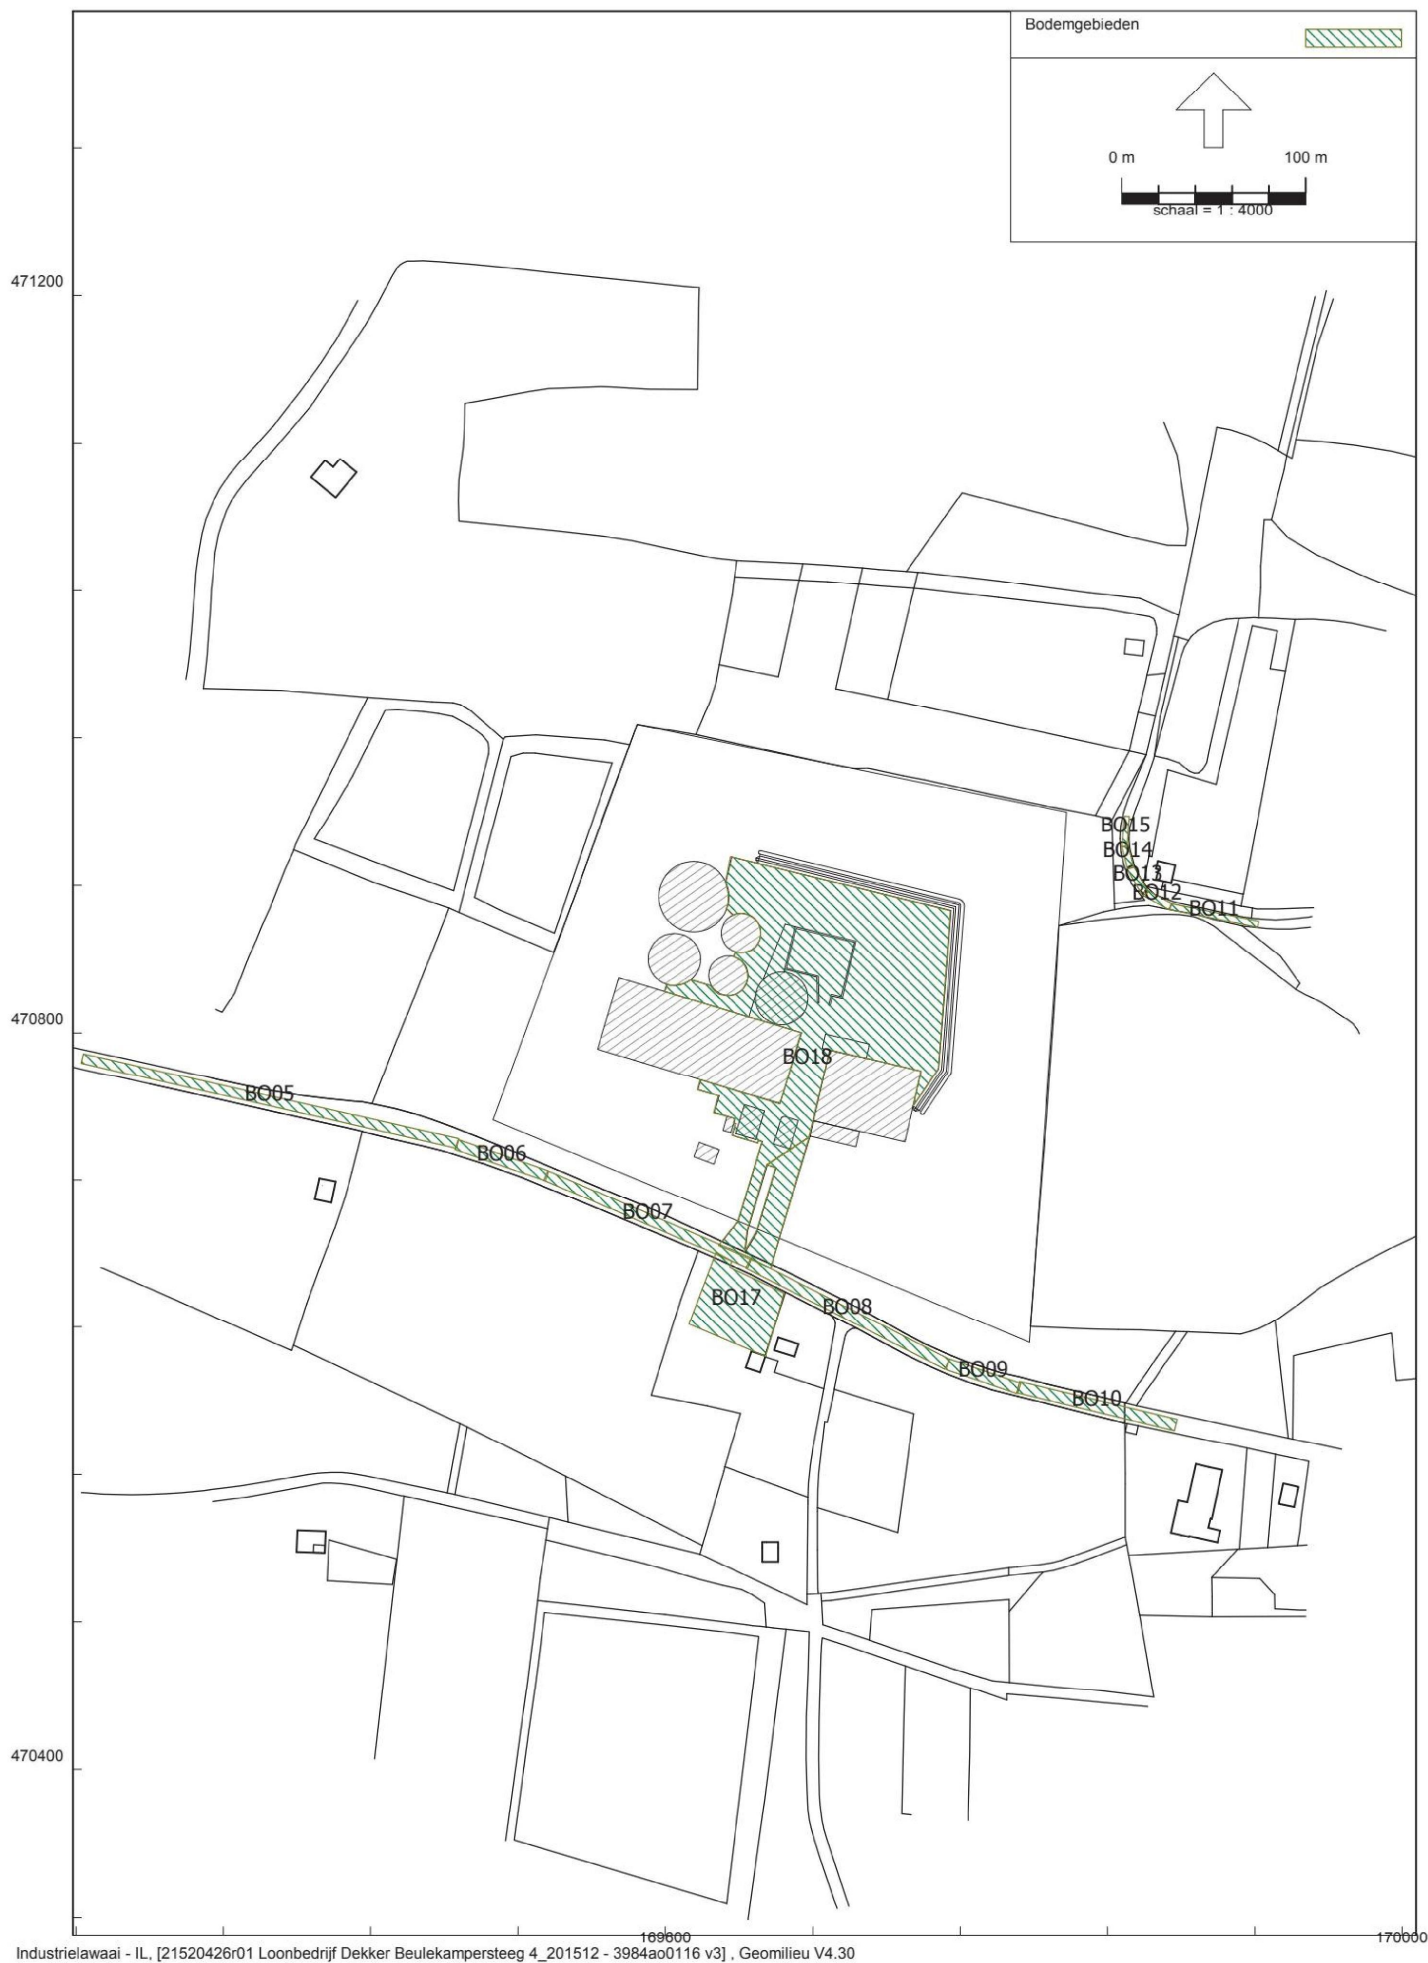 Bodemgebieden
0 m 100 m
schaal = 1 : 4000
471200
BO15
BO14
BO13
BO12
BO11
470800
BO18
BO05
BO06
BO07
BO17
BO08
BO09
BO10
470400
169600 170000
Industrielawaai - IL, [21520426r01 Loonbedrijf Dekker Beulekampersteeg 4_201512 - 3984ao0116 v3] , Geomilieu V4.30